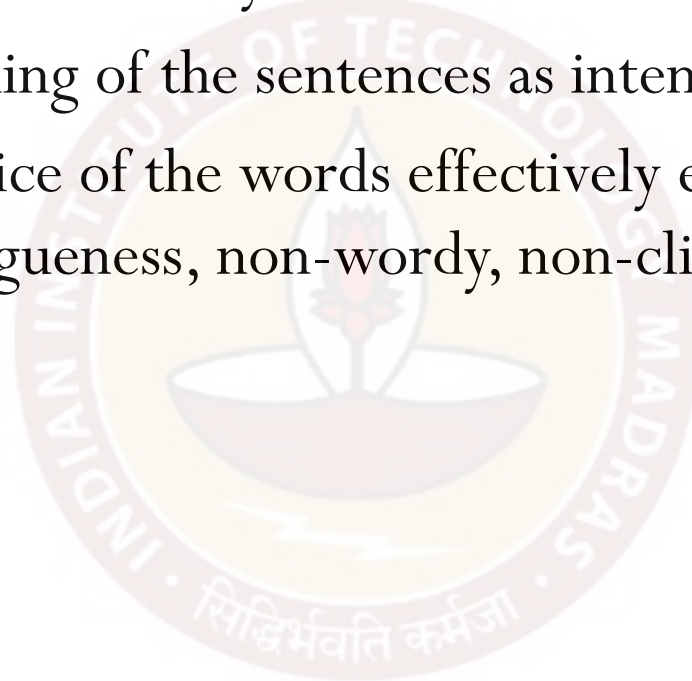 ing of the sentences as inten
ice of the words effectively e
gueness, non-wordy, non-cli
INDIAN INSTITUTE OF TECHNOLOGY MADRAS
सिद्धिर्भवति कर्मजा